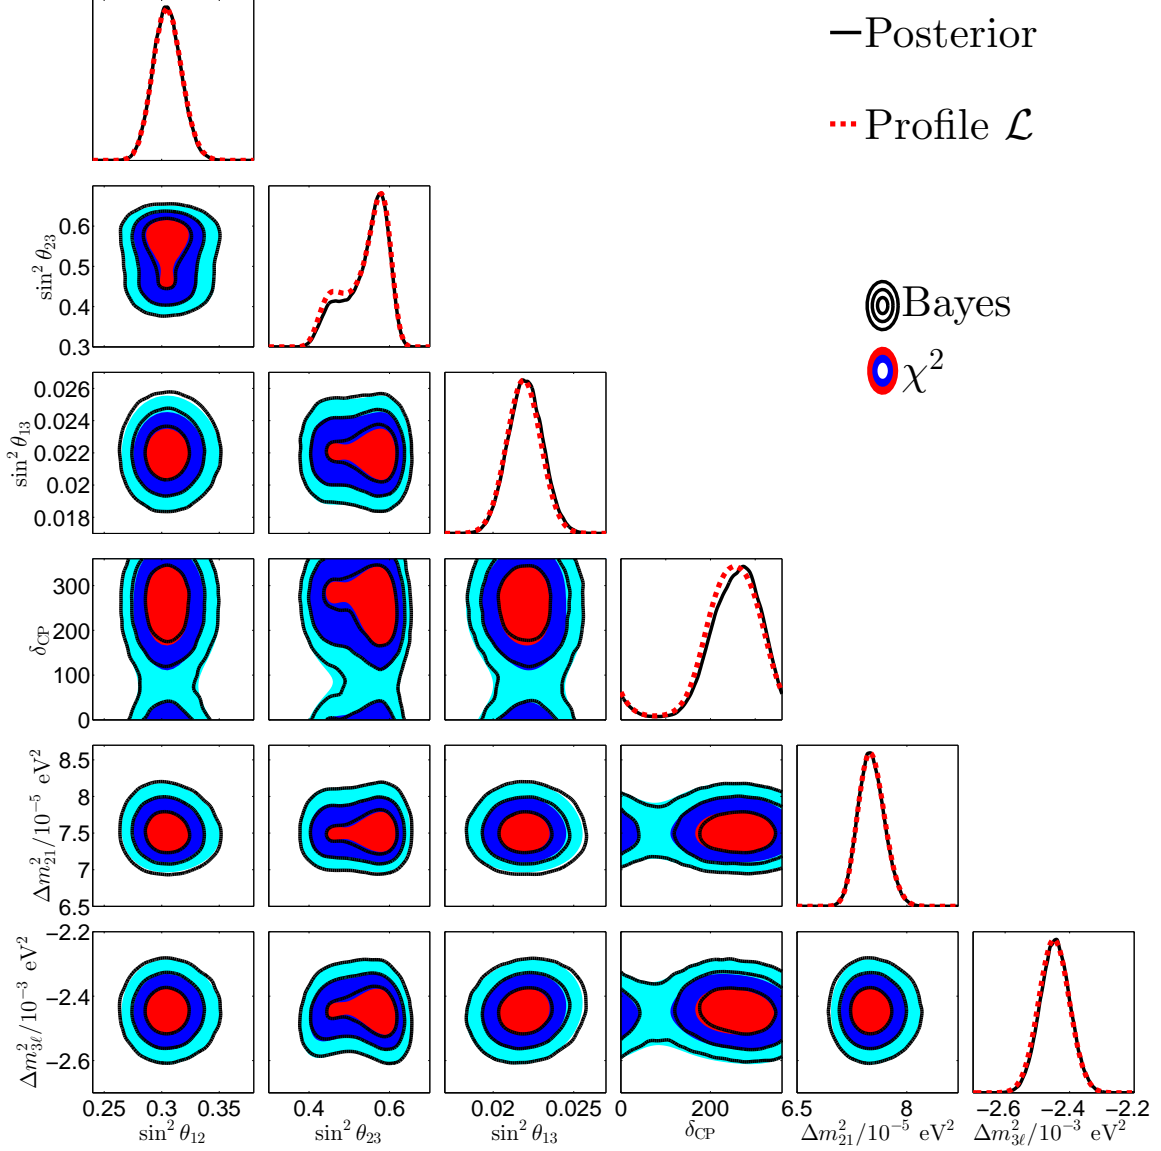 Posterior
Profile ℒ
Bayes
χ²
0.6
0.5
0.4
0.3
sin² θ₂₃
0.026
0.024
0.022
0.02
0.018
sin² θ₁₃
300
200
100
0
δ_CP
8.5
8
7.5
7
6.5
Δm²₂₁/10⁻⁵ eV²
−2.2
−2.4
−2.6
Δm²₃ℓ/10⁻³ eV²
0.25 0.3 0.35 0.4 0.6 0.02 0.025 0 200 6.5 8 −2.6 −2.4 −2.2
sin² θ₁₂ sin² θ₂₃ sin² θ₁₃ δ_CP Δm²₂₁/10⁻⁵ eV² Δm²₃ℓ/10⁻³ eV²